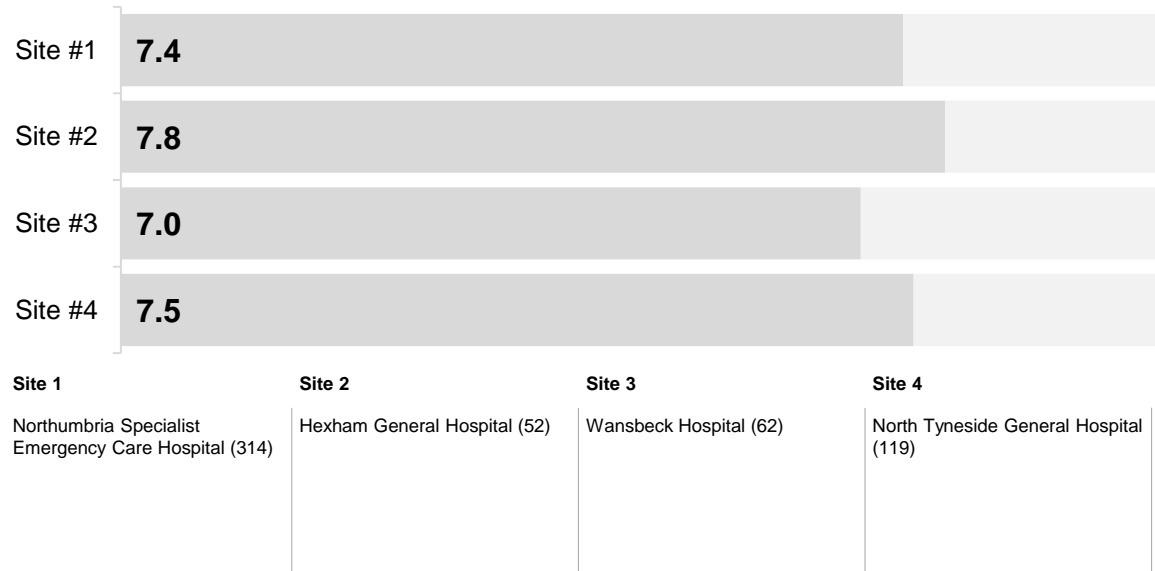 Site #1 7.4
Site #2 7.8
Site #3 7.0
Site #4 7.5
Site 1
Northumbria Specialist
Emergency Care Hospital (314)
Site 2
Hexham General Hospital (52)
Site 3
Wansbeck Hospital (62)
Site 4
North Tyneside General Hospital
(119)